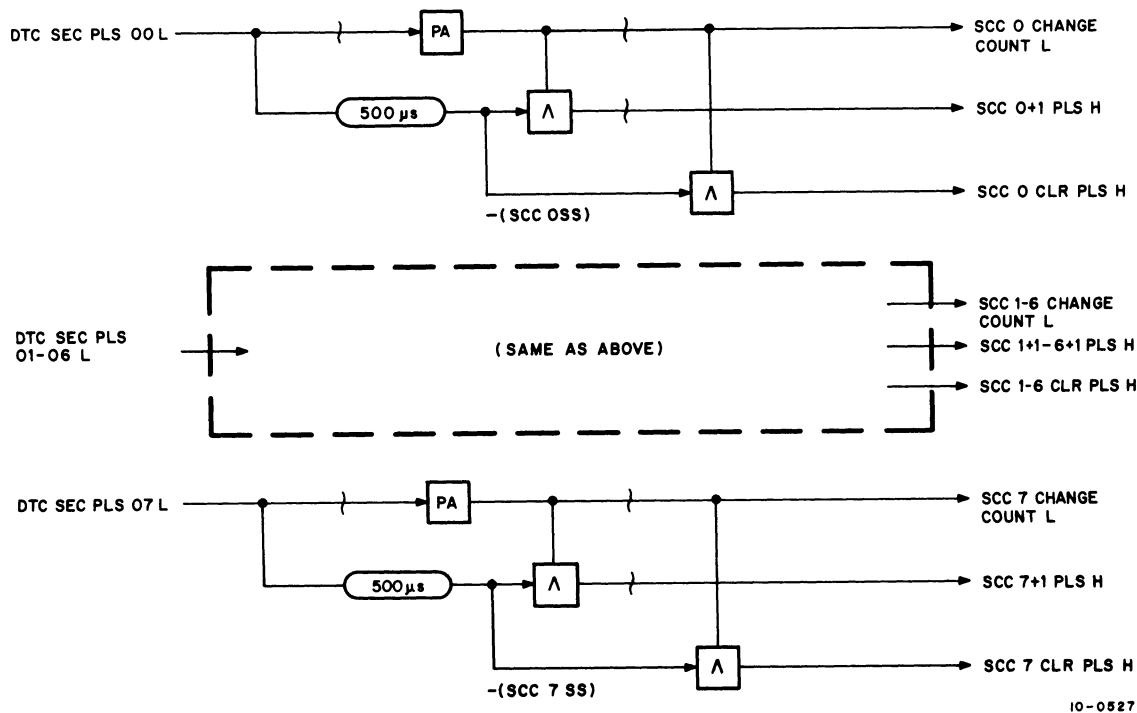 DTC SEC PLS 00 L
PA
SCC 0 CHANGE
COUNT L
500 µs
Λ
SCC 0+1 PLS H
Λ
SCC 0 CLR PLS H
–(SCC 0SS)
DTC SEC PLS
01-06 L
(SAME AS ABOVE)
SCC 1-6 CHANGE
COUNT L
SCC 1+1-6+1 PLS H
SCC 1-6 CLR PLS H
DTC SEC PLS 07 L
PA
SCC 7 CHANGE
COUNT L
500 µs
Λ
SCC 7+1 PLS H
Λ
SCC 7 CLR PLS H
–(SCC 7 SS)
10-0527